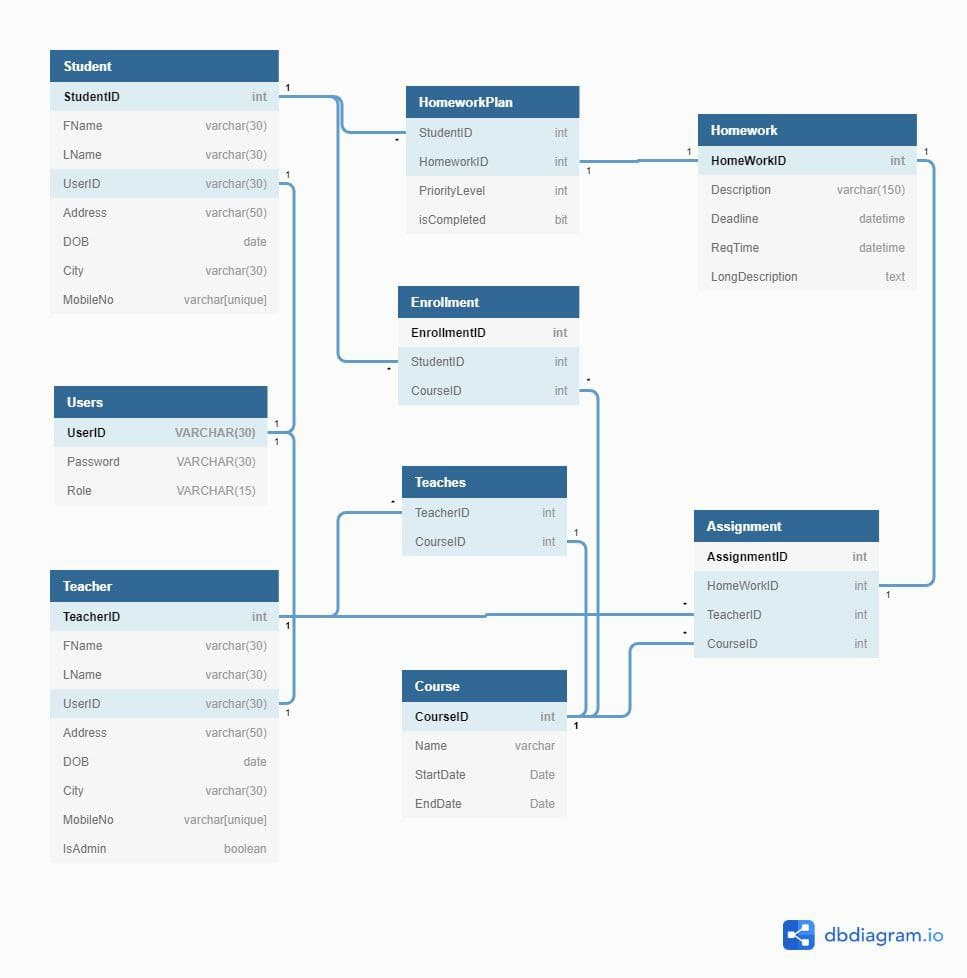 Student
StudentID int
FName varchar(30)
LName varchar(30)
UserID varchar(30)
Address varchar(50)
DOB date
City varchar(30)
MobileNo varchar[unique]
1
1
HomeworkPlan
StudentID int
HomeworkID int
PriorityLevel int
isCompleted bit
*
1
Homework
HomeWorkID int
Description varchar(150)
Deadline datetime
ReqTime datetime
LongDescription text
1
1
Enrollment
EnrollmentID int
StudentID int
CourseID int
*
*
Users
UserID VARCHAR(30)
Password VARCHAR(30)
Role VARCHAR(15)
1
1
Teaches
TeacherID int
CourseID int
*
1
Assignment
AssignmentID int
HomeWorkID int
TeacherID int
CourseID int
1
*
*
Teacher
TeacherID int
FName varchar(30)
LName varchar(30)
UserID varchar(30)
Address varchar(50)
DOB date
City varchar(30)
MobileNo varchar[unique]
IsAdmin boolean
1
1
Course
CourseID int
Name varchar
StartDate Date
EndDate Date
1
dbdiagram.io